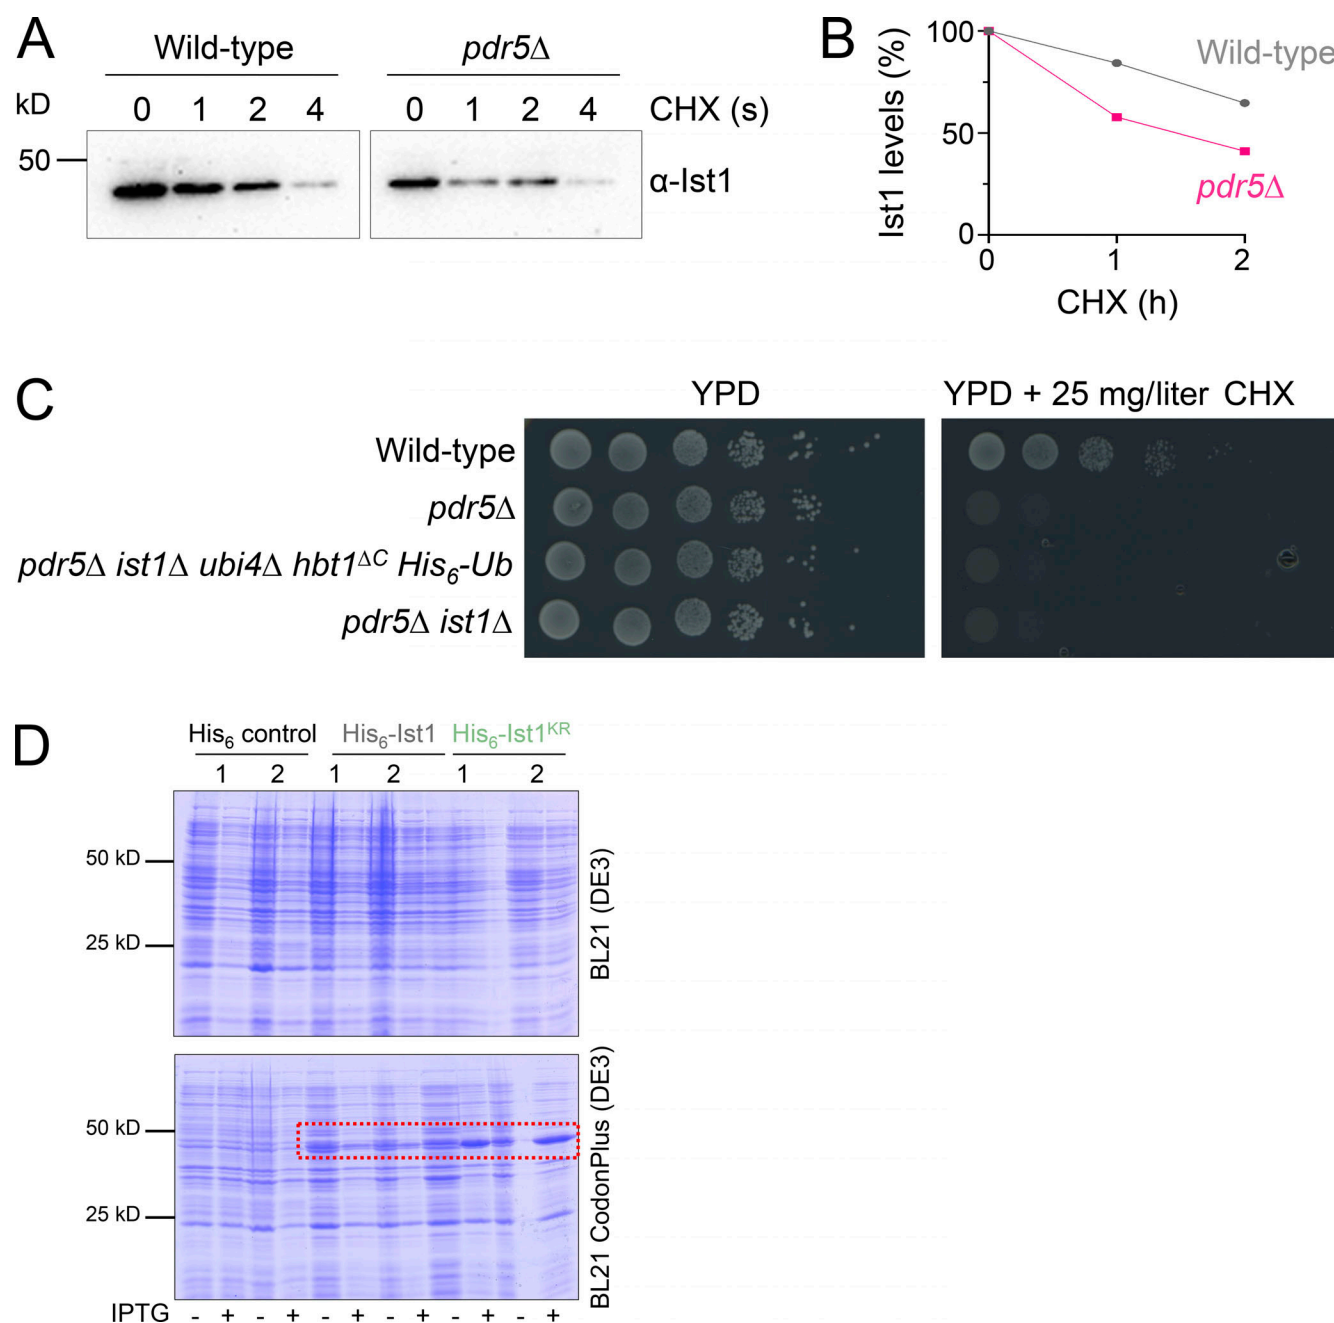 A
Wild-type
pdr5Δ
kD
0 1 2 4
0 1 2 4
CHX (s)
50
α-Ist1
B
Ist1 levels (%)
100
50
0
0 1 2
CHX (h)
Wild-type
pdr5Δ
C
YPD
YPD + 25 mg/liter CHX
Wild-type
pdr5Δ
pdr5Δ ist1Δ ubi4Δ hbt1ΔC His6-Ub
pdr5Δ ist1Δ
D
His6 control
His6-Ist1
His6-Ist1KR
1 2 1 2 1 2
50 kD
25 kD
BL21 (DE3)
50 kD
25 kD
BL21 CodonPlus (DE3)
IPTG - + - + - + - + - + - +